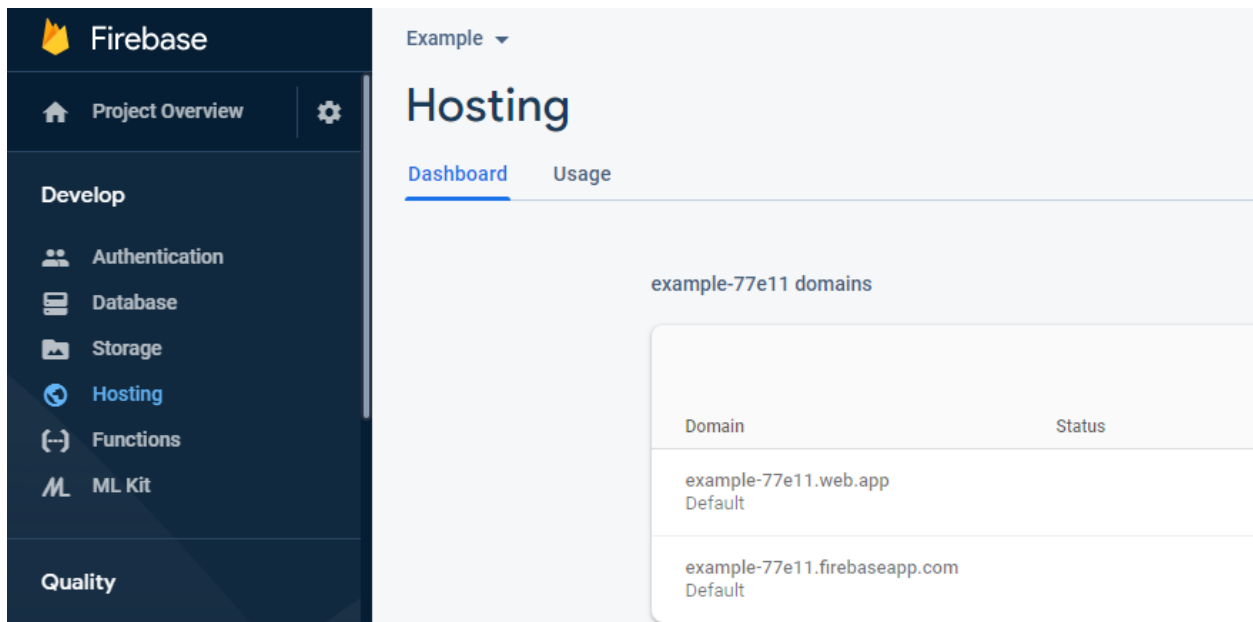 Firebase
Project Overview
Develop
Authentication
Database
Storage
Hosting
Functions
ML Kit
Quality
Example
Hosting
Dashboard Usage
example-77e11 domains
Domain Status
example-77e11.web.app
Default
example-77e11.firebaseapp.com
Default